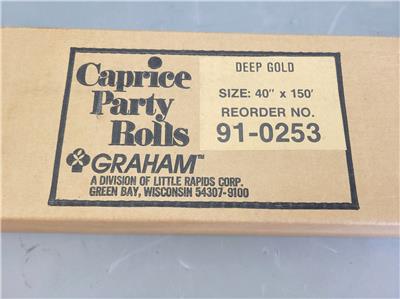 Caprice
Party
Rolls
DEEP GOLD
SIZE: 40" x 150'
REORDER NO.
91-0253
GRAHAM™
A DIVISION OF LITTLE RAPIDS CORP.
GREEN BAY, WISCONSIN 54307-9100